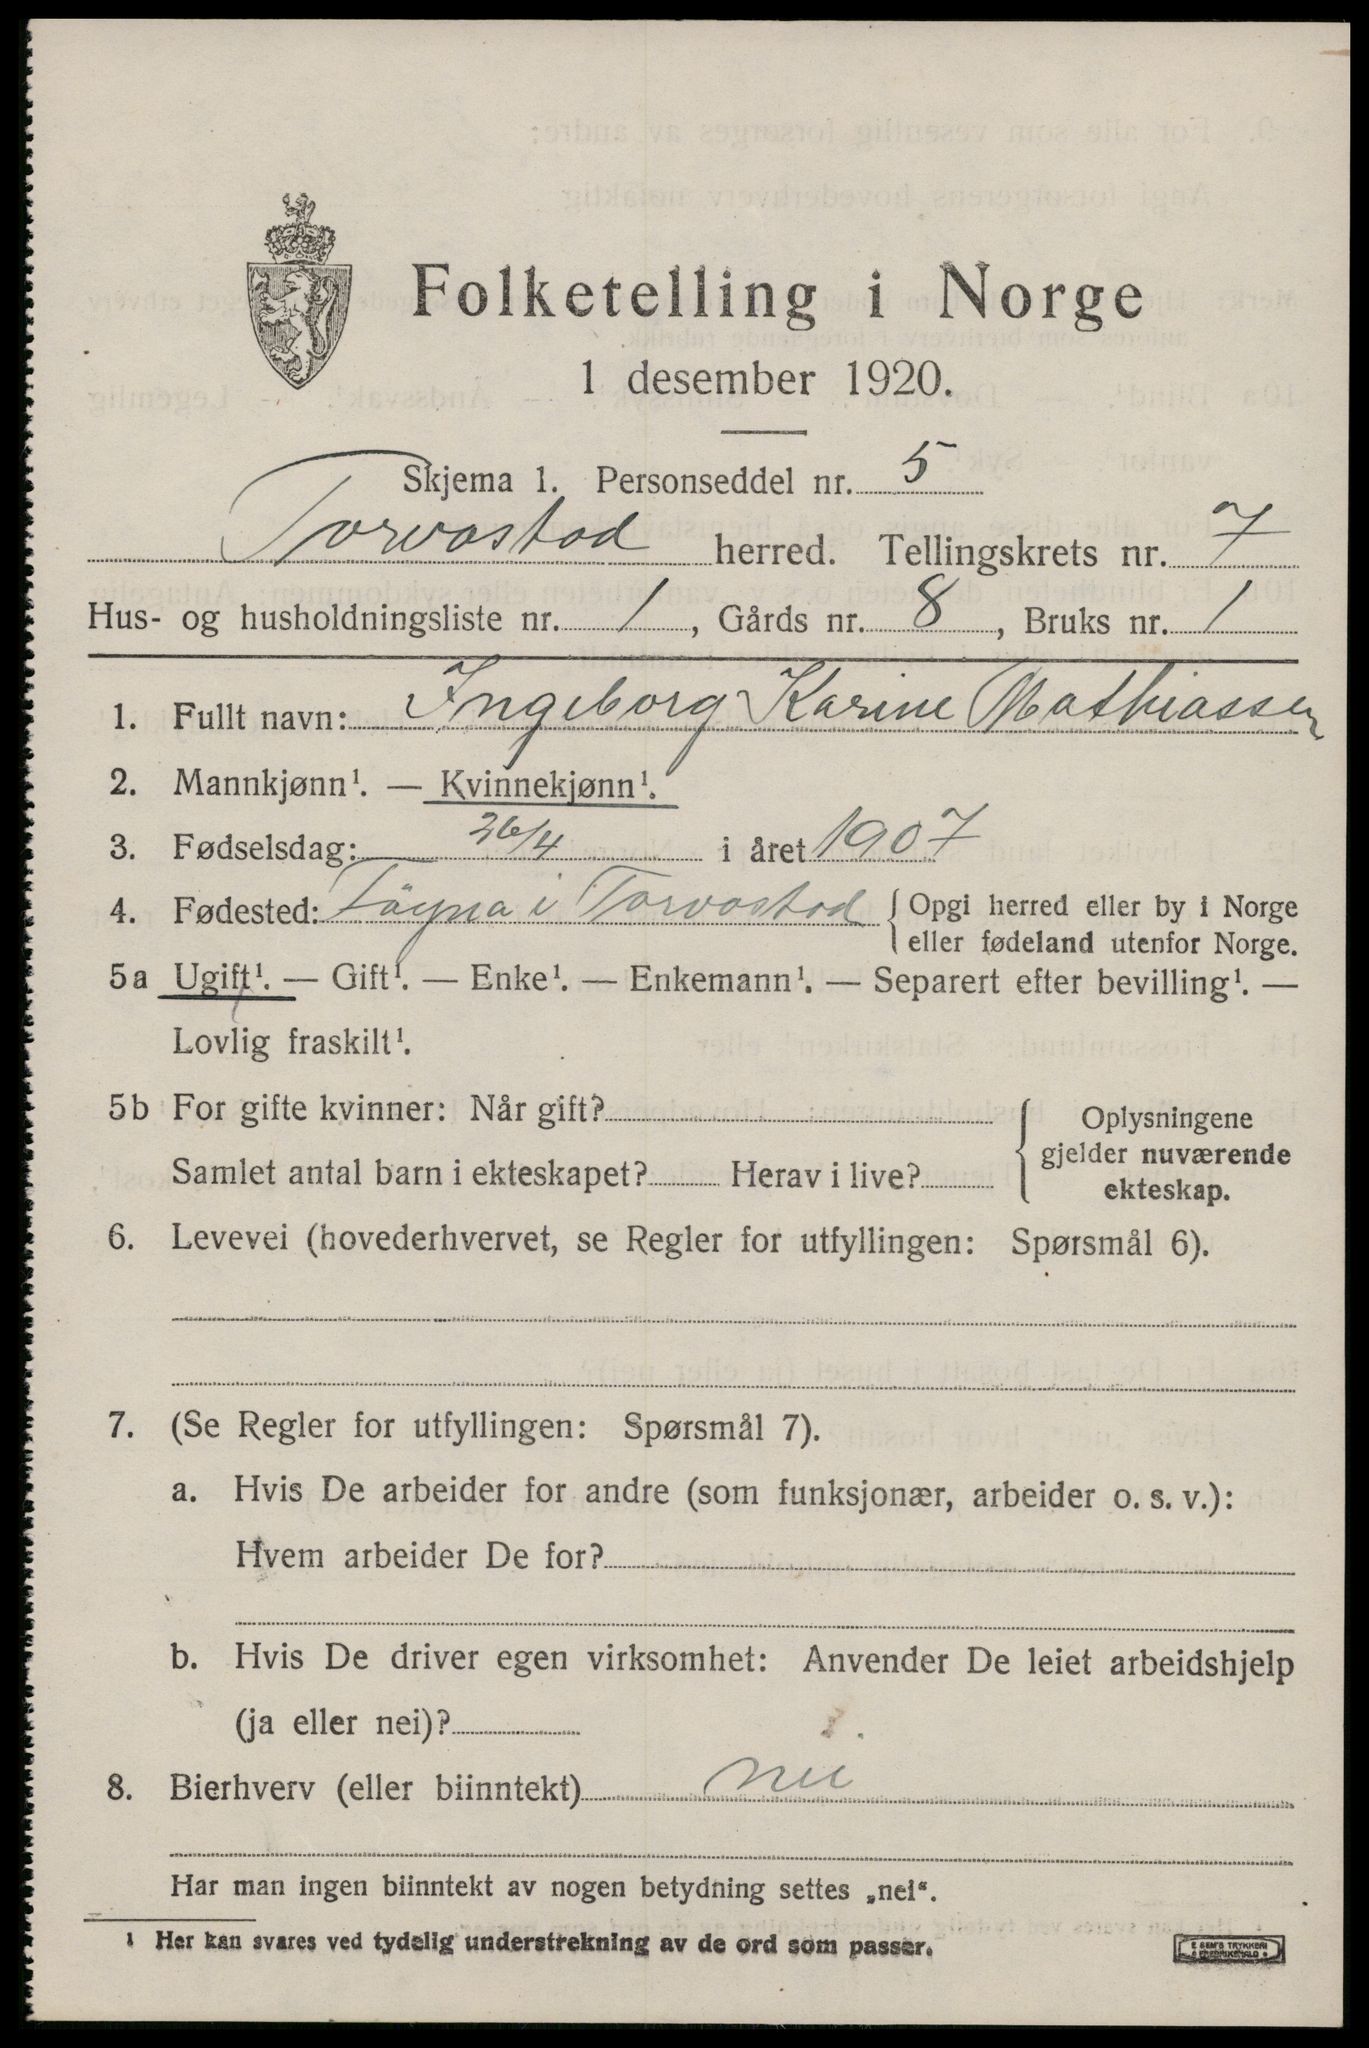 Folketelling i Norge
1 desember 1920.
Skjema 1. Personseddel nr. 5
Torvastad herred. Tellingskrets nr. 7
Hus- og husholdningsliste nr. 1, Gårds nr. 8, Bruks nr. 1
1. Fullt navn: Ingeborg Karine Mathiassen
2. Mannkjønn¹. — Kvinnekjønn¹.
3. Fødselsdag: 26/4 i året 1907
4. Fødested: i Torvastad { Opgi herred eller by i Norge
eller fødeland utenfor Norge.
5a Ugift¹. — Gift¹. — Enke¹. — Enkemann¹. — Separert efter bevilling¹. —
Lovlig fraskilt¹.
5b For gifte kvinner: Når gift?
Samlet antal barn i ekteskapet? Herav i live?
{ Oplysningene
gjelder nuværende
ekteskap.
6. Levevei (hovederhvervet, se Regler for utfyllingen: Spørsmål 6).
7. (Se Regler for utfyllingen: Spørsmål 7).
a. Hvis De arbeider for andre (som funksjonær, arbeider o. s. v.):
Hvem arbeider De for?
b. Hvis De driver egen virksomhet: Anvender De leiet arbeidshjelp
(ja eller nei)?
8. Bierhverv (eller biinntekt) nei
Har man ingen biinntekt av nogen betydning settes „nei“.
¹ Her kan svares ved tydelig understrekning av de ord som passer.
E SEM'S TRYKKERI
FREDRIKSHALD